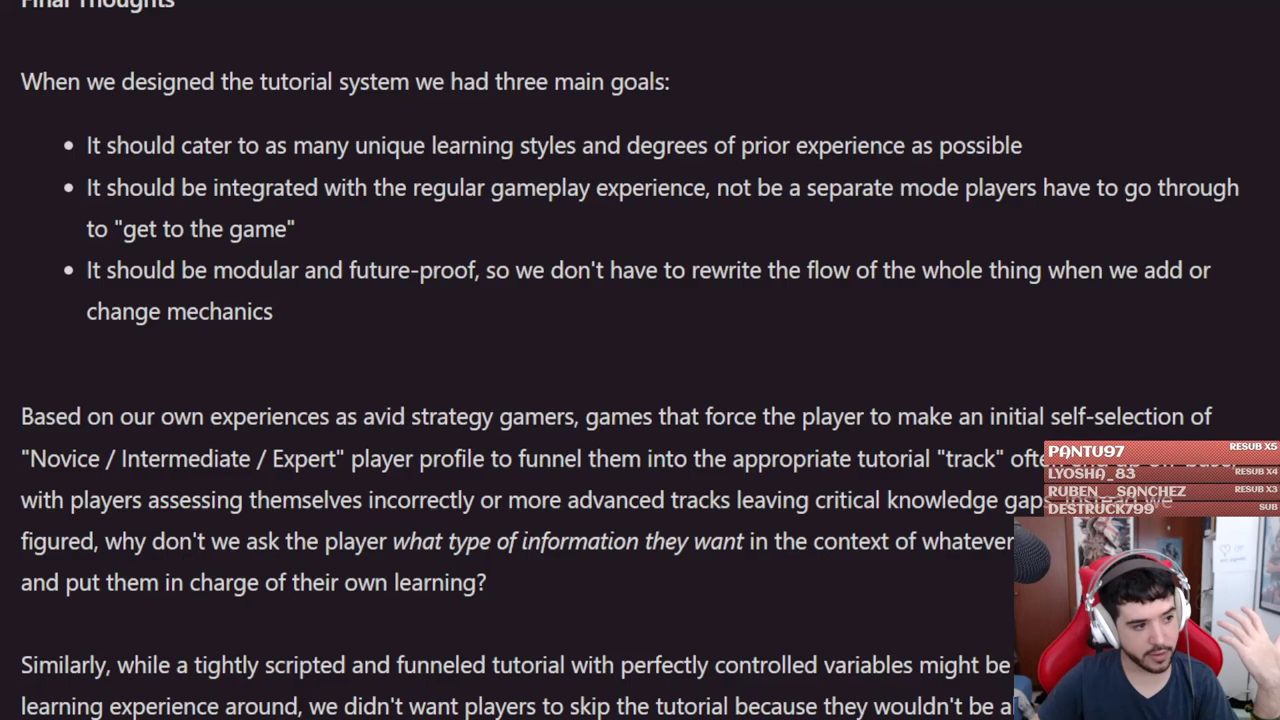 Final Thoughts
When we designed the tutorial system we had three main goals:
• It should cater to as many unique learning styles and degrees of prior experience as possible
• It should be integrated with the regular gameplay experience, not be a separate mode players have to go through
to "get to the game"
• It should be modular and future-proof, so we don't have to rewrite the flow of the whole thing when we add or
change mechanics
Based on our own experiences as avid strategy gamers, games that force the player to make an initial self-selection of
"Novice / Intermediate / Expert" player profile to funnel them into the appropriate tutorial "track"
with players assessing themselves incorrectly or more advanced tracks leaving critical knowledge
figured, why don't we ask the player what type of information they want in the context of whatever
and put them in charge of their own learning?
Similarly, while a tightly scripted and funneled tutorial with perfectly controlled variables might be
learning experience around, we didn't want players to skip the tutorial because they wouldn't be
PANTU97 RESUB X5
LYOSHA_83 RESUB X4
RUBEN__SANCHEZ RESUB X3
DESTRUCK799 SUB